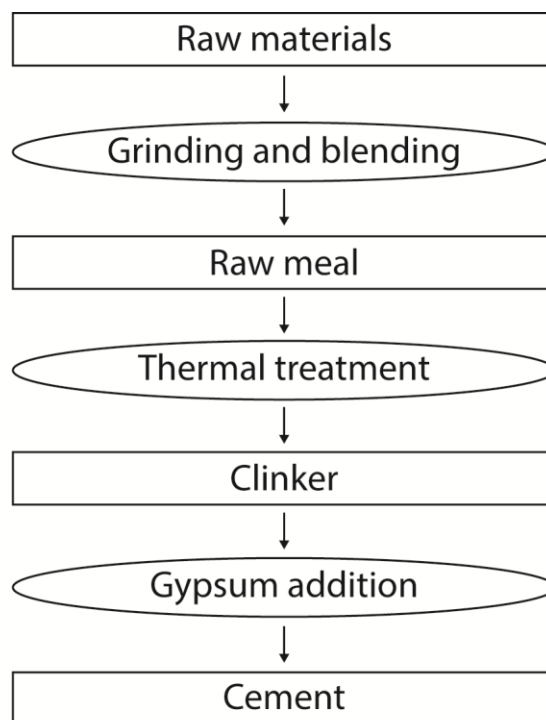 Raw materials
Grinding and blending
Raw meal
Thermal treatment
Clinker
Gypsum addition
Cement